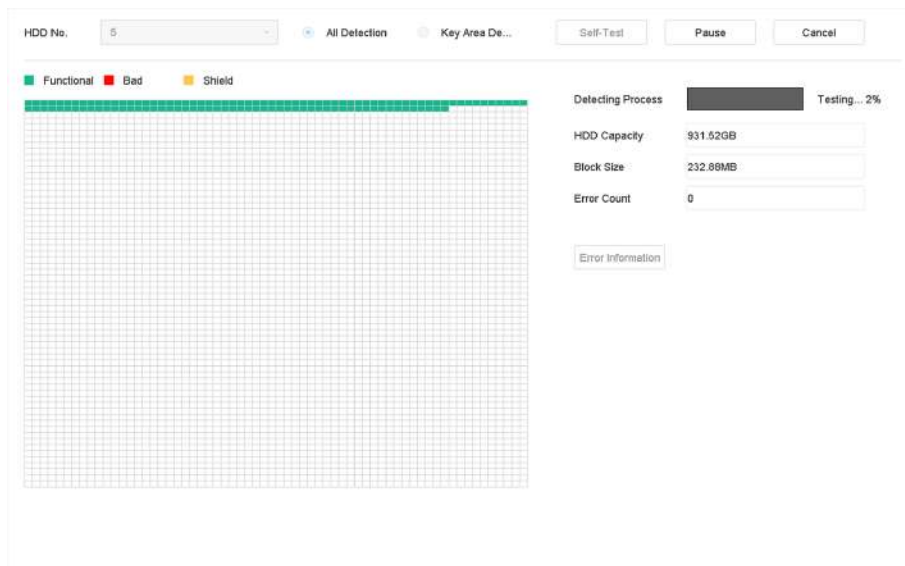 HDD No. 5 All Detection Key Area De... Self-Test Pause Cancel
Functional Bad Shield
Detecting Process Testing... 2%
HDD Capacity 931.52GB
Block Size 232.88MB
Error Count 0
Error Information